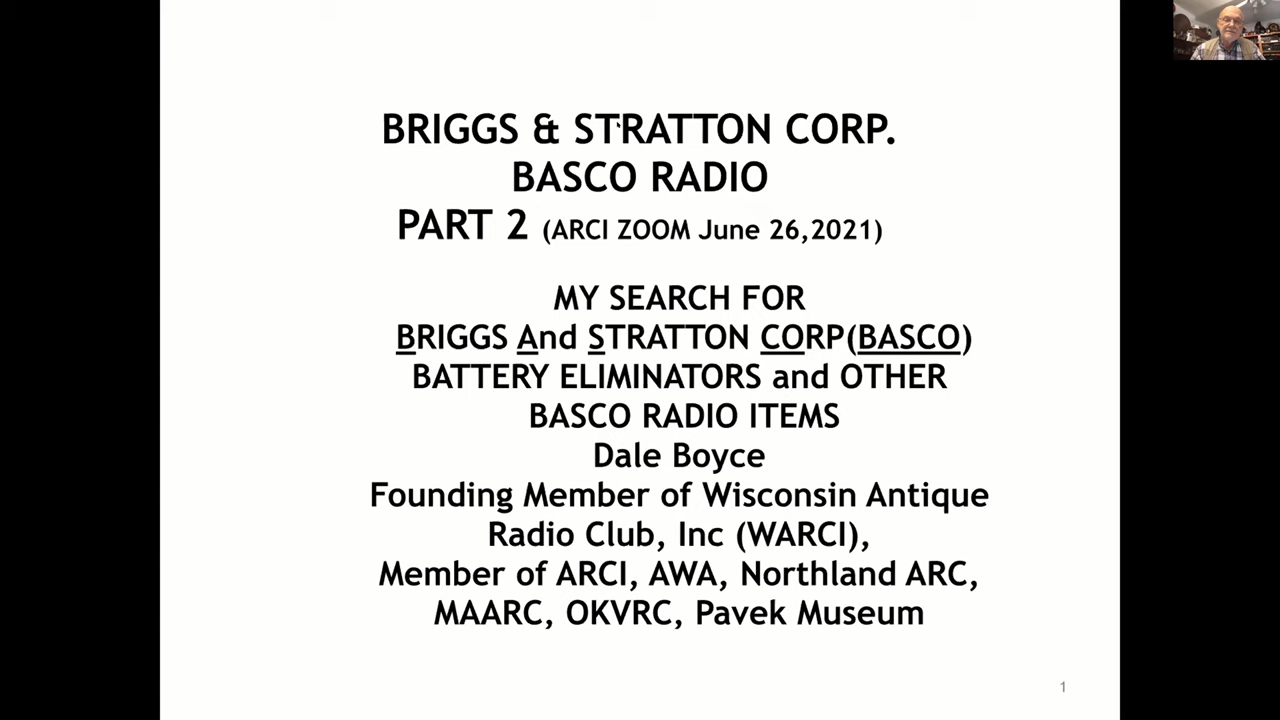 BRIGGS & STRATTON CORP.
BASCO RADIO
PART 2 (ARCI ZOOM June 26,2021)
MY SEARCH FOR
BRIGGS And STRATTON CORP(BASCO)
BATTERY ELIMINATORS and OTHER
BASCO RADIO ITEMS
Dale Boyce
Founding Member of Wisconsin Antique
Radio Club, Inc (WARCI),
Member of ARCI, AWA, Northland ARC,
MAARC, OKVRC, Pavek Museum
1